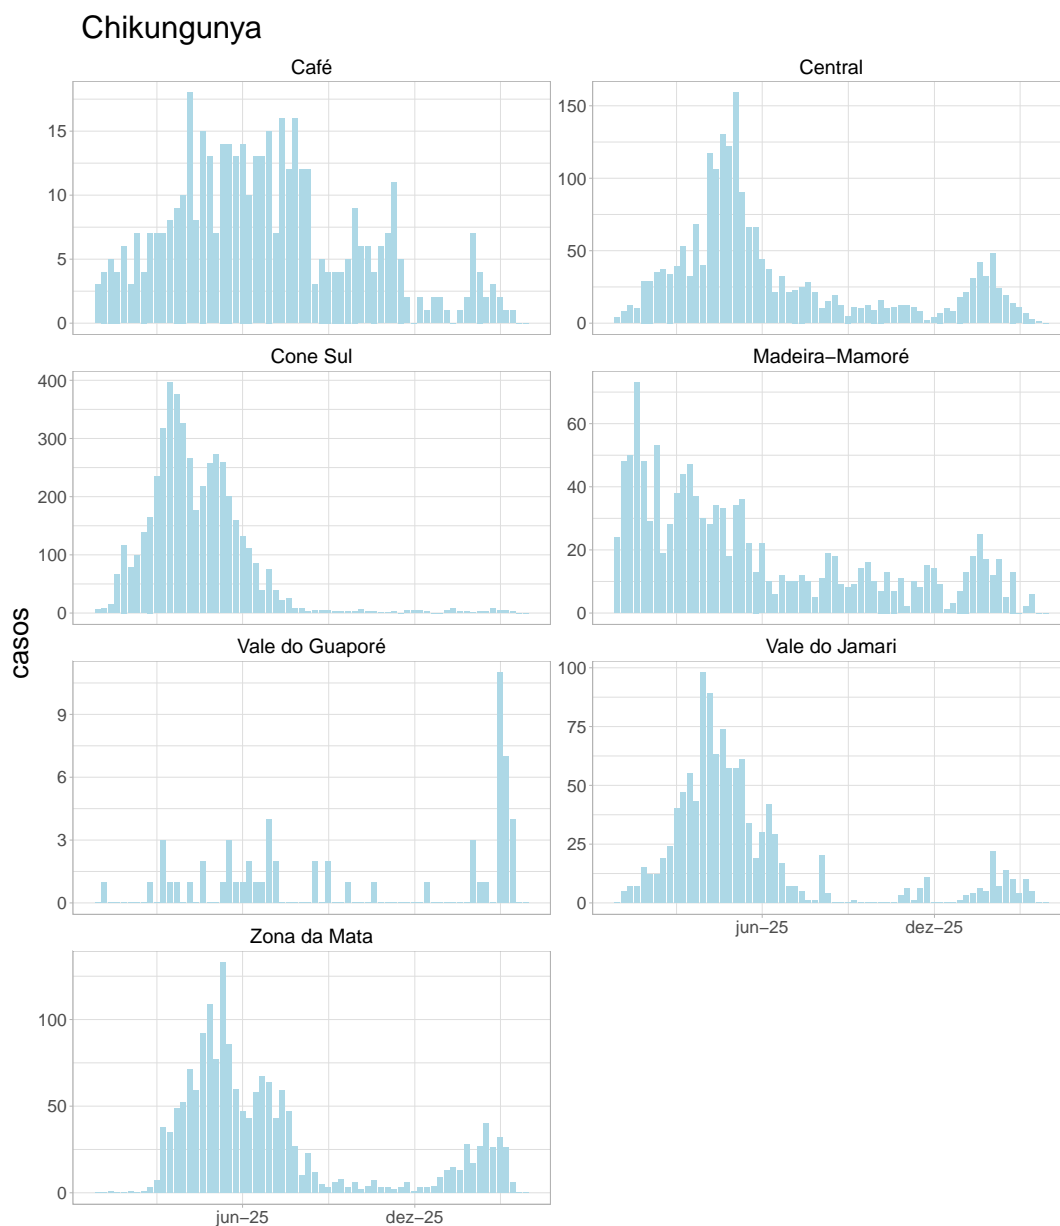 Chikungunya
Café
15
10
5
0
Central
150
100
50
0
Cone Sul
400
300
200
100
0
Madeira−Mamoré
60
40
20
0
casos
Vale do Guaporé
9
6
3
0
Vale do Jamari
100
75
50
25
0
jun−25
dez−25
Zona da Mata
100
50
0
jun−25
dez−25